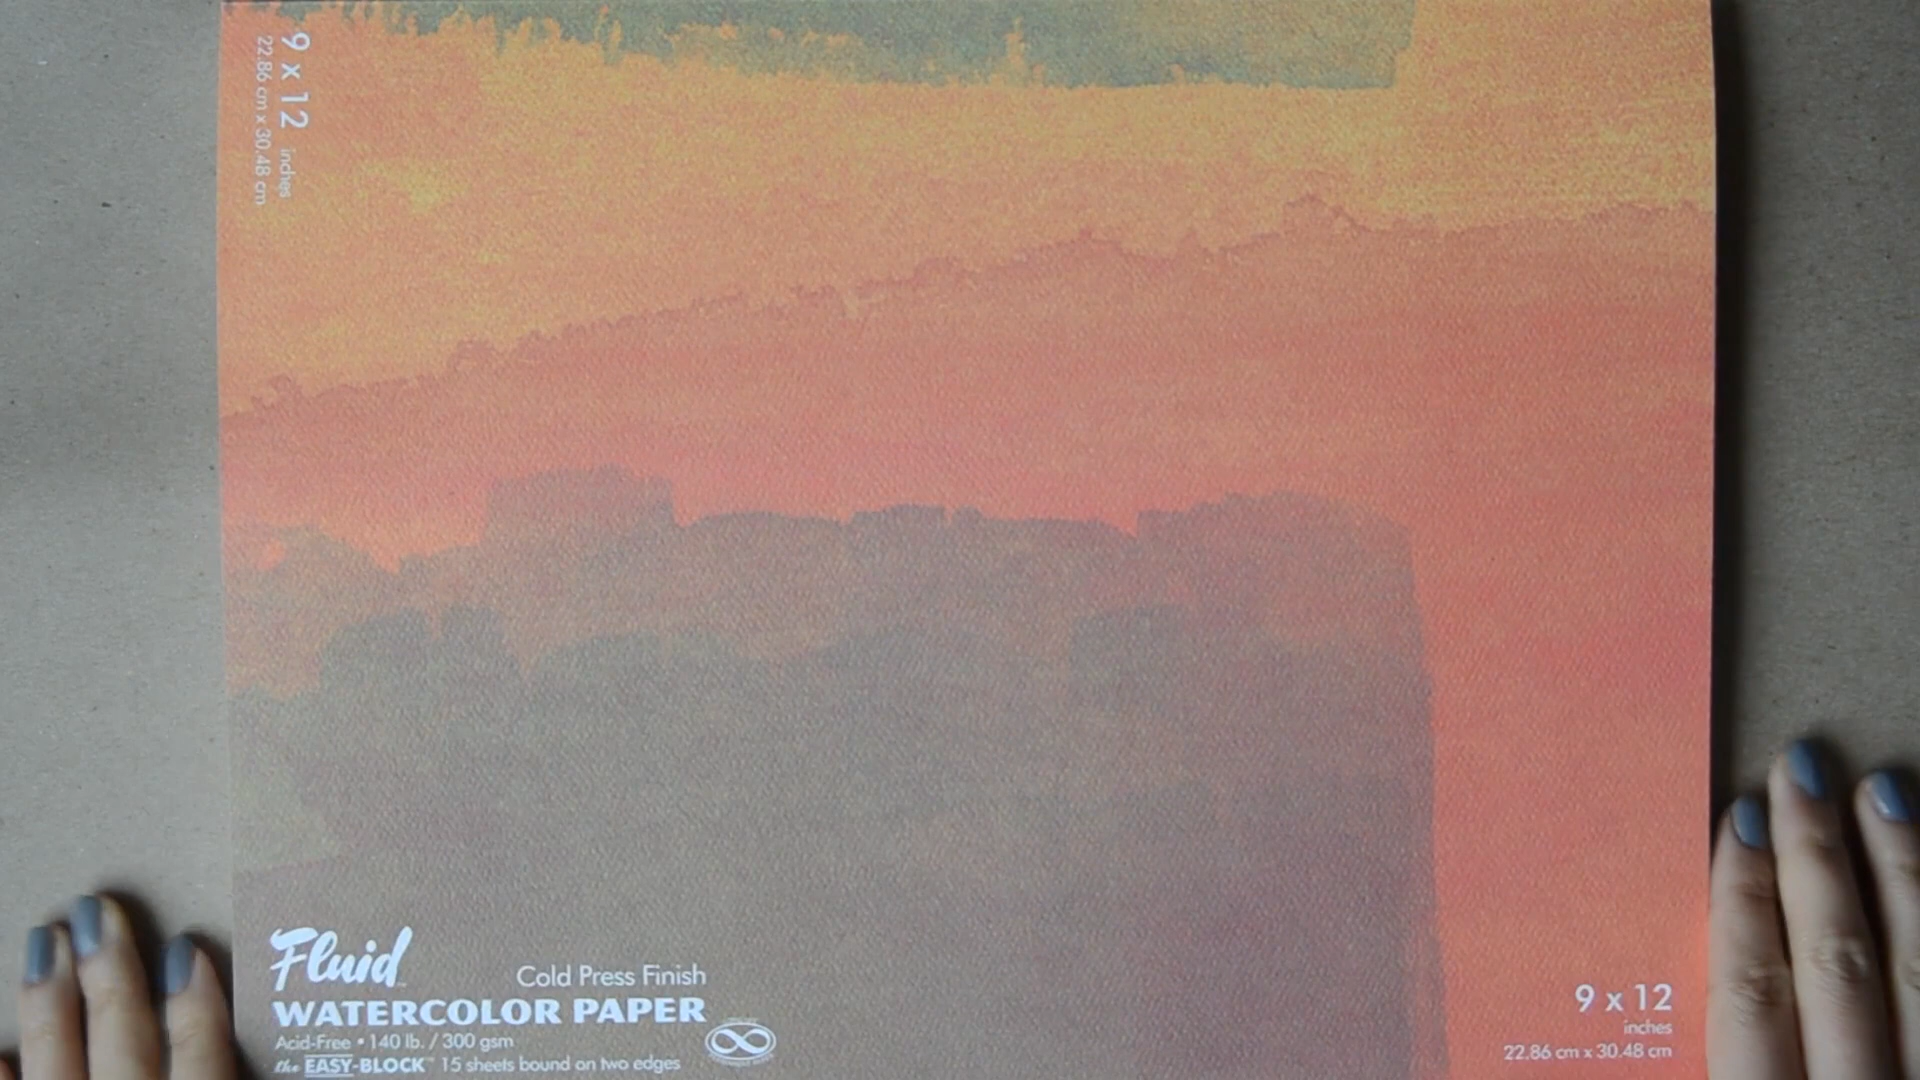 9 x 12 inches
22.86 cm x 30.48 cm
Fluid
Cold Press Finish
WATERCOLOR PAPER
Acid-Free • 140 lb. / 300 gsm
the EASY-BLOCK™ 15 sheets bound on two edges
9 x 12
inches
22.86 cm x 30.48 cm